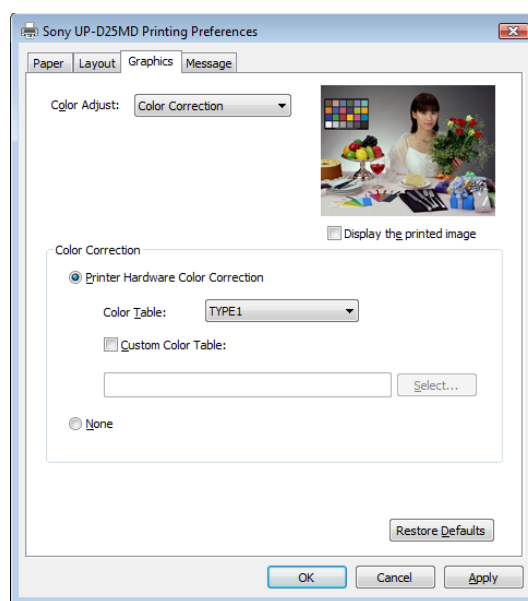 Sony UP-D25MD Printing Preferences
Paper Layout Graphics Message
Color Adjust: Color Correction
Display the printed image
Color Correction
Printer Hardware Color Correction
Color Table: TYPE1
Custom Color Table:
Select...
None
Restore Defaults
OK Cancel Apply